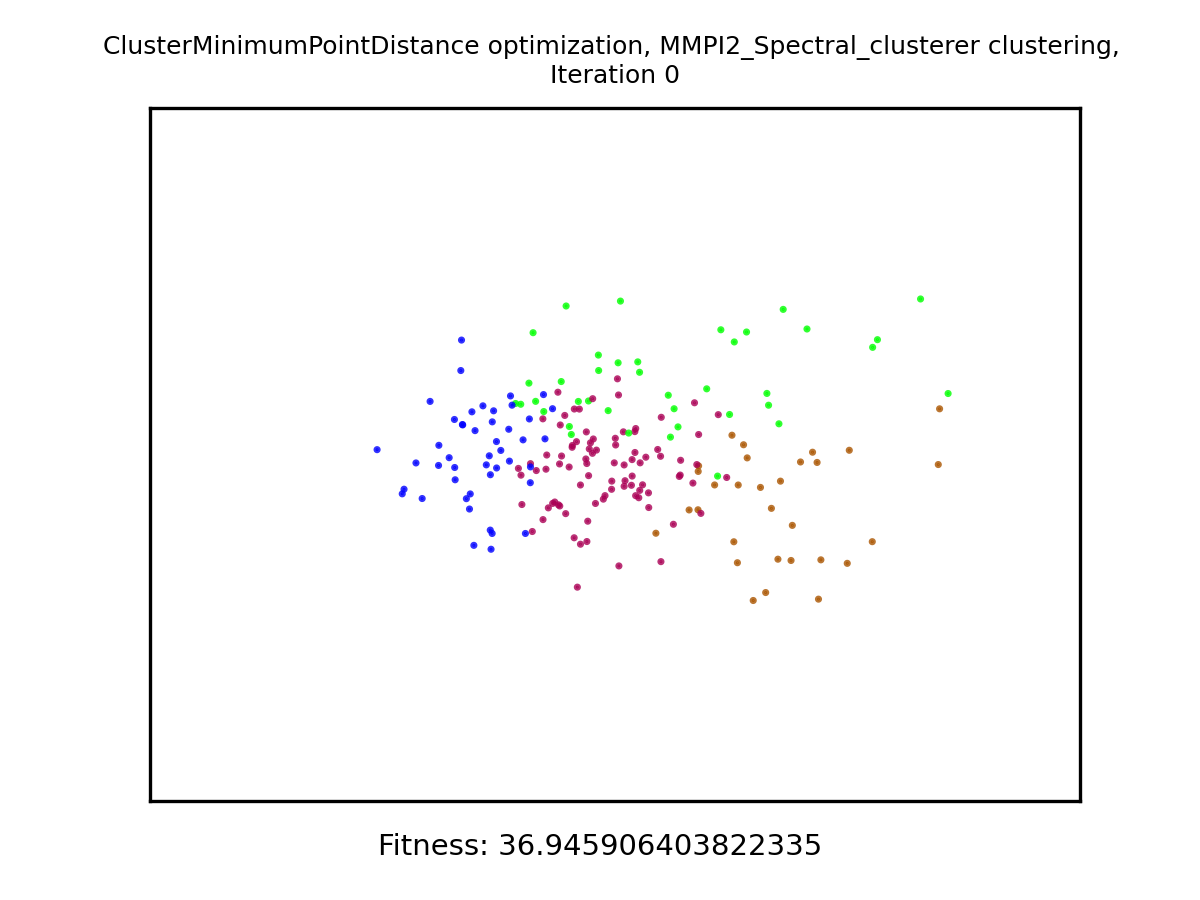 ClusterMinimumPointDistance optimization, MMPI2_Spectral_clusterer clustering,
Iteration 0
Fitness: 36.945906403822335